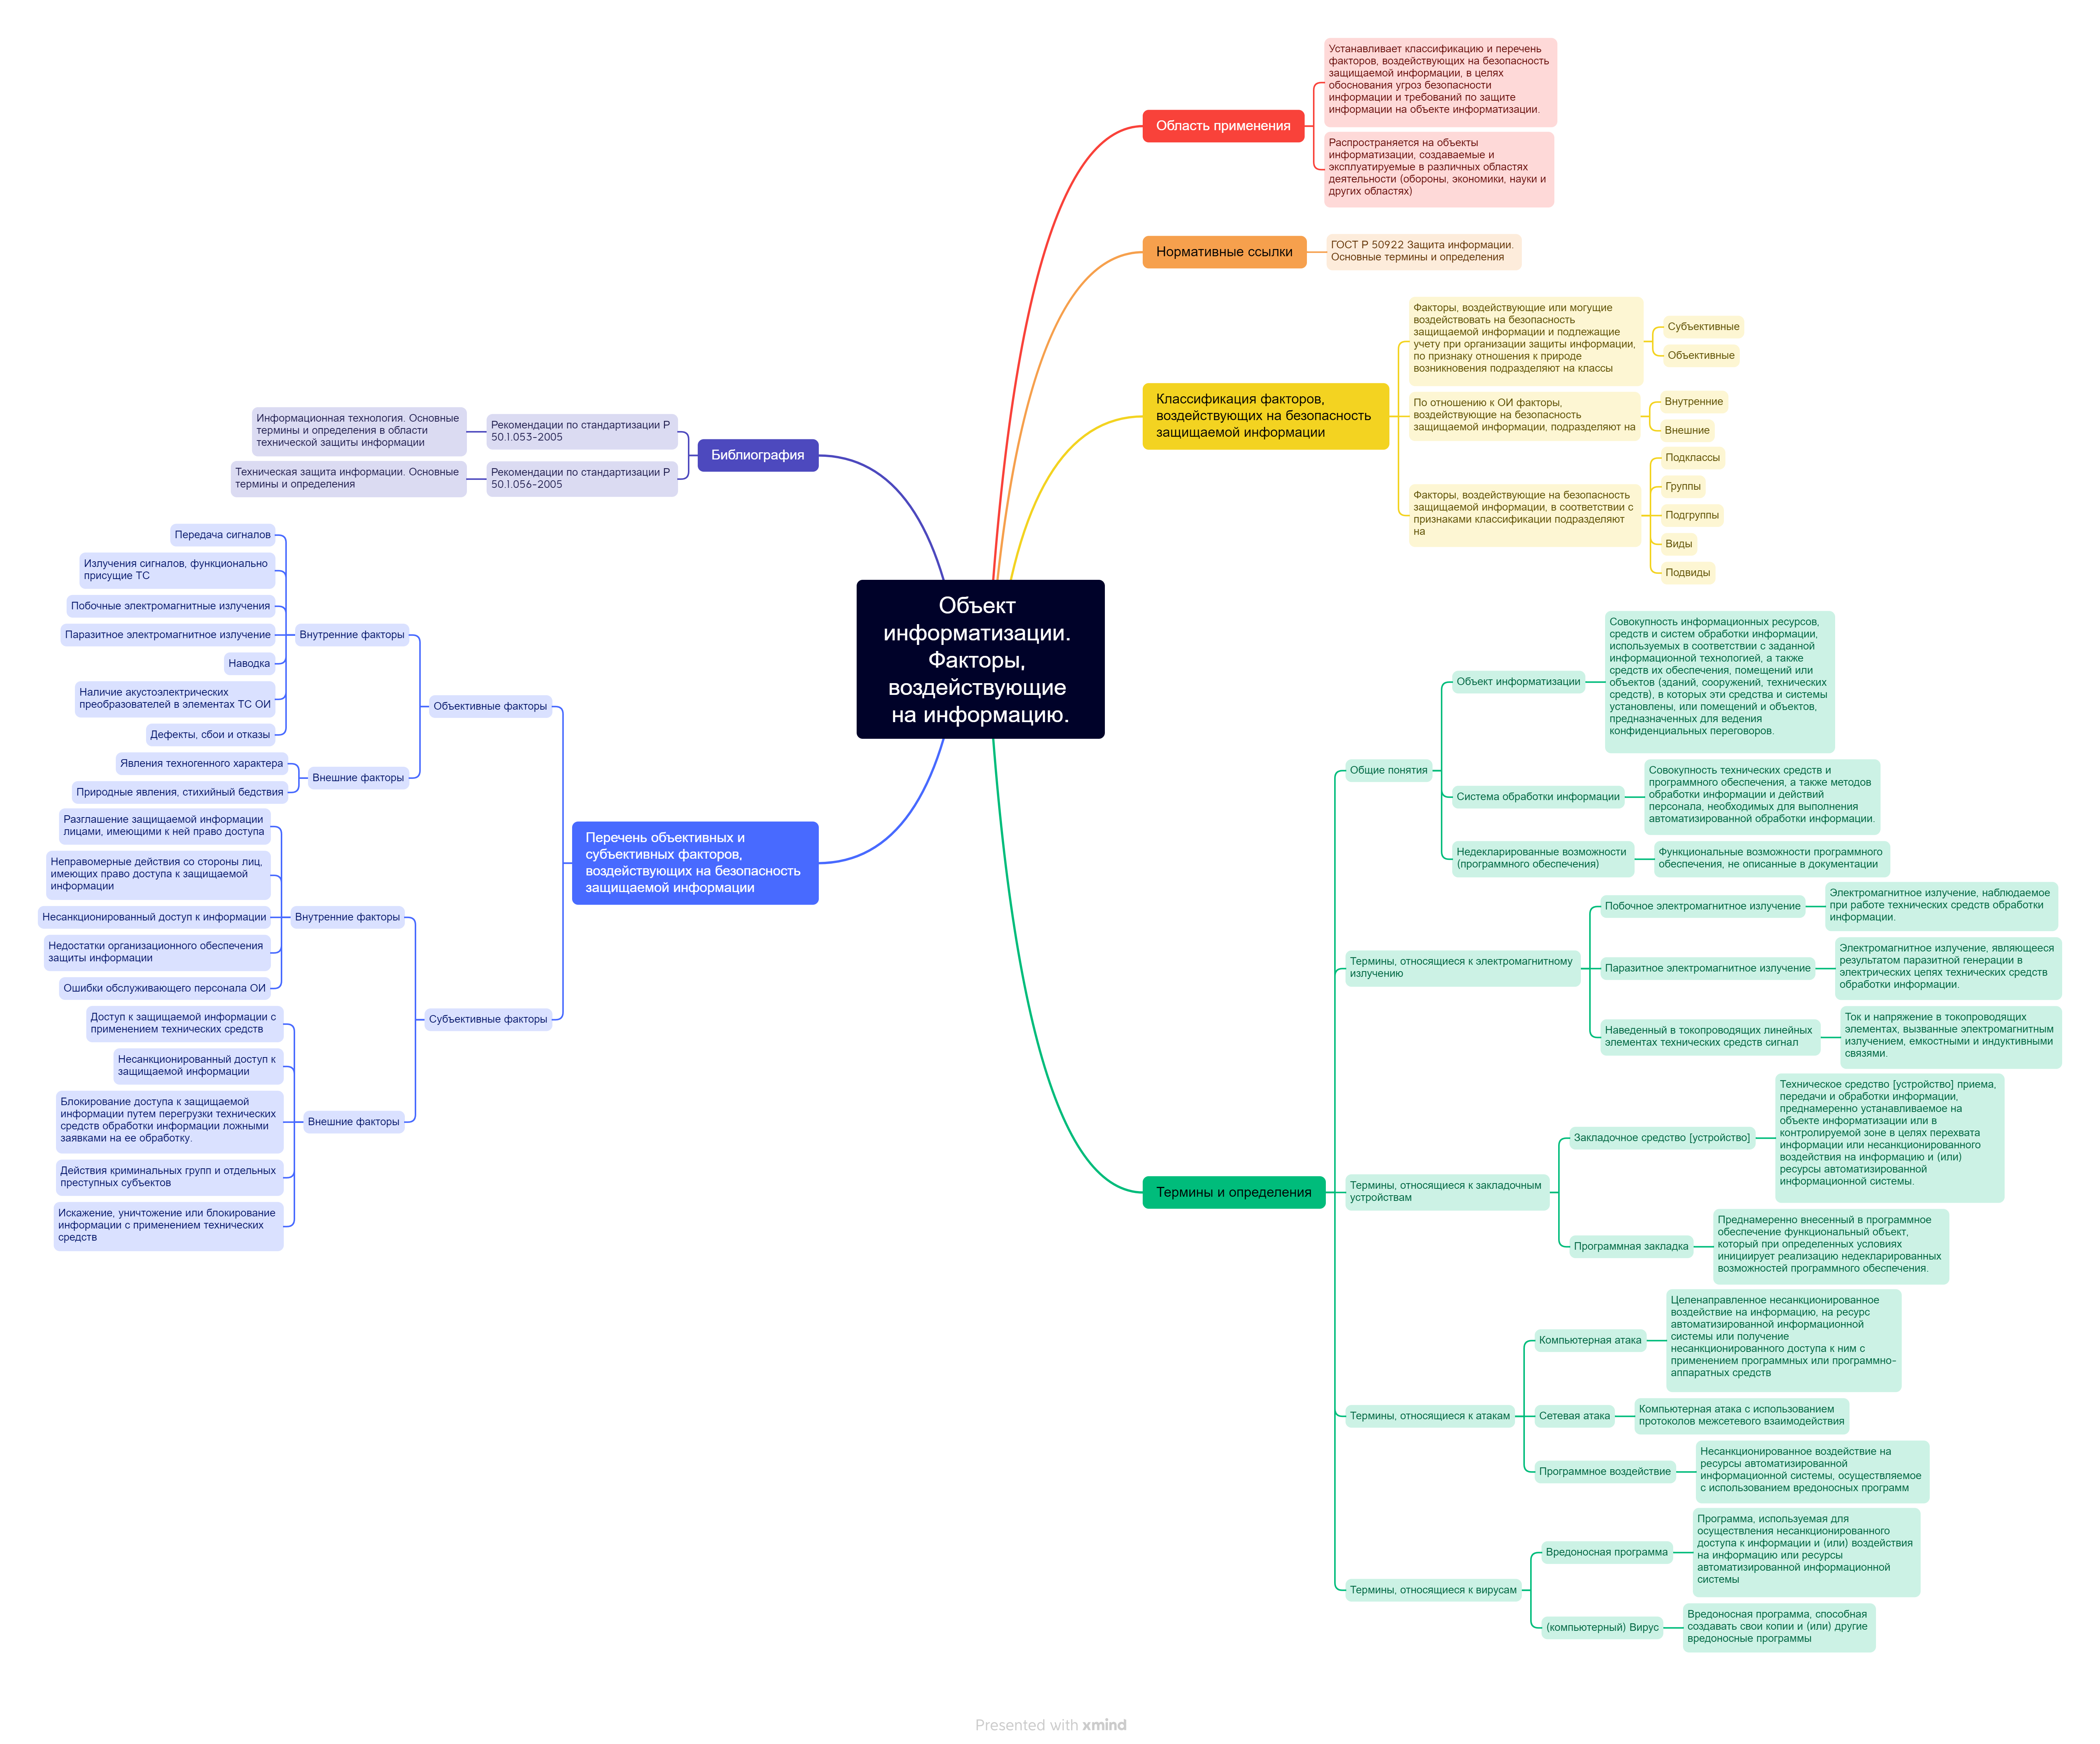 Объект
информатизации.
Факторы,
воздействующие
на информацию.
Область применения
Устанавливает классификацию и перечень
факторов, воздействующих на безопасность
защищаемой информации, в целях
обоснования угроз безопасности
информации и требований по защите
информации на объекте информатизации.
Распространяется на объекты
информатизации, создаваемые и
эксплуатируемые в различных областях
деятельности (обороны, экономики, науки и
других областях)
Нормативные ссылки
ГОСТ Р 50922 Защита информации.
Основные термины и определения
Классификация факторов,
воздействующих на безопасность
защищаемой информации
Факторы, воздействующие или могущие
воздействовать на безопасность
защищаемой информации и подлежащие
учету при организации защиты информации,
по признаку отношения к природе
возникновения подразделяют на классы
Субъективные
Объективные
По отношению к ОИ факторы,
воздействующие на безопасность
защищаемой информации, подразделяют на
Внутренние
Внешние
Факторы, воздействующие на безопасность
защищаемой информации, в соответствии с
признаками классификации подразделяют
на
Подклассы
Группы
Подгруппы
Виды
Подвиды
Термины и определения
Общие понятия
Объект информатизации
Совокупность информационных ресурсов,
средств и систем обработки информации,
используемых в соответствии с заданной
информационной технологией, а также
средств их обеспечения, помещений или
объектов (зданий, сооружений, технических
средств), в которых эти средства и системы
установлены, или помещений и объектов,
предназначенных для ведения
конфиденциальных переговоров.
Система обработки информации
Совокупность технических средств и
программного обеспечения, а также методов
обработки информации и действий
персонала, необходимых для выполнения
автоматизированной обработки информации.
Недекларированные возможности
(программного обеспечения)
Функциональные возможности программного
обеспечения, не описанные в документации
Термины, относящиеся к электромагнитному
излучению
Побочное электромагнитное излучение
Электромагнитное излучение, наблюдаемое
при работе технических средств обработки
информации.
Паразитное электромагнитное излучение
Электромагнитное излучение, являющееся
результатом паразитной генерации в
электрических цепях технических средств
обработки информации.
Наведенный в токопроводящих линейных
элементах технических средств сигнал
Ток и напряжение в токопроводящих
элементах, вызванные электромагнитным
излучением, емкостными и индуктивными
связями.
Термины, относящиеся к закладочным
устройствам
Закладочное средство [устройство]
Техническое средство [устройство] приема,
передачи и обработки информации,
преднамеренно устанавливаемое на
объекте информатизации или в
контролируемой зоне в целях перехвата
информации или несанкционированного
воздействия на информацию и (или)
ресурсы автоматизированной
информационной системы.
Программная закладка
Преднамеренно внесенный в программное
обеспечение функциональный объект,
который при определенных условиях
инициирует реализацию недекларированных
возможностей программного обеспечения.
Термины, относящиеся к атакам
Компьютерная атака
Целенаправленное несанкционированное
воздействие на информацию, на ресурс
автоматизированной информационной
системы или получение
несанкционированного доступа к ним с
применением программных или программно-
аппаратных средств
Сетевая атака
Компьютерная атака с использованием
протоколов межсетевого взаимодействия
Программное воздействие
Несанкционированное воздействие на
ресурсы автоматизированной
информационной системы, осуществляемое
с использованием вредоносных программ
Термины, относящиеся к вирусам
Вредоносная программа
Программа, используемая для
осуществления несанкционированного
доступа к информации и (или) воздействия
на информацию или ресурсы
автоматизированной информационной
системы
(компьютерный) Вирус
Вредоносная программа, способная
создавать свои копии и (или) другие
вредоносные программы
Перечень объективных и
субъективных факторов,
воздействующих на безопасность
защищаемой информации
Объективные факторы
Внутренние факторы
Передача сигналов
Излучения сигналов, функционально
присущие ТС
Побочные электромагнитные излучения
Паразитное электромагнитное излучение
Наводка
Наличие акустоэлектрических
преобразователей в элементах ТС ОИ
Дефекты, сбои и отказы
Внешние факторы
Явления техногенного характера
Природные явления, стихийный бедствия
Субъективные факторы
Внутренние факторы
Разглашение защищаемой информации
лицами, имеющими к ней право доступа
Неправомерные действия со стороны лиц,
имеющих право доступа к защищаемой
информации
Несанкционированный доступ к информации
Недостатки организационного обеспечения
защиты информации
Ошибки обслуживающего персонала ОИ
Внешние факторы
Доступ к защищаемой информации с
применением технических средств
Несанкционированный доступ к
защищаемой информации
Блокирование доступа к защищаемой
информации путем перегрузки технических
средств обработки информации ложными
заявками на ее обработку.
Действия криминальных групп и отдельных
преступных субъектов
Искажение, уничтожение или блокирование
информации с применением технических
средств
Библиография
Рекомендации по стандартизации Р
50.1.053-2005
Информационная технология. Основные
термины и определения в области
технической защиты информации
Рекомендации по стандартизации Р
50.1.056-2005
Техническая защита информации. Основные
термины и определения
Presented with xmind